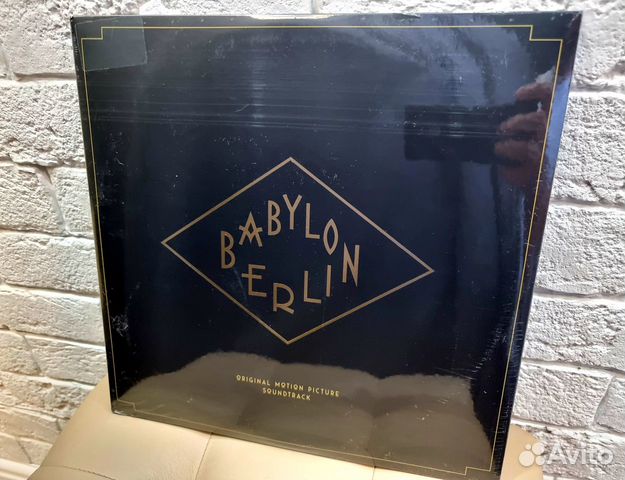 BABYLON
BERLIN
ORIGINAL MOTION PICTURE
SOUNDTRACK
Avito